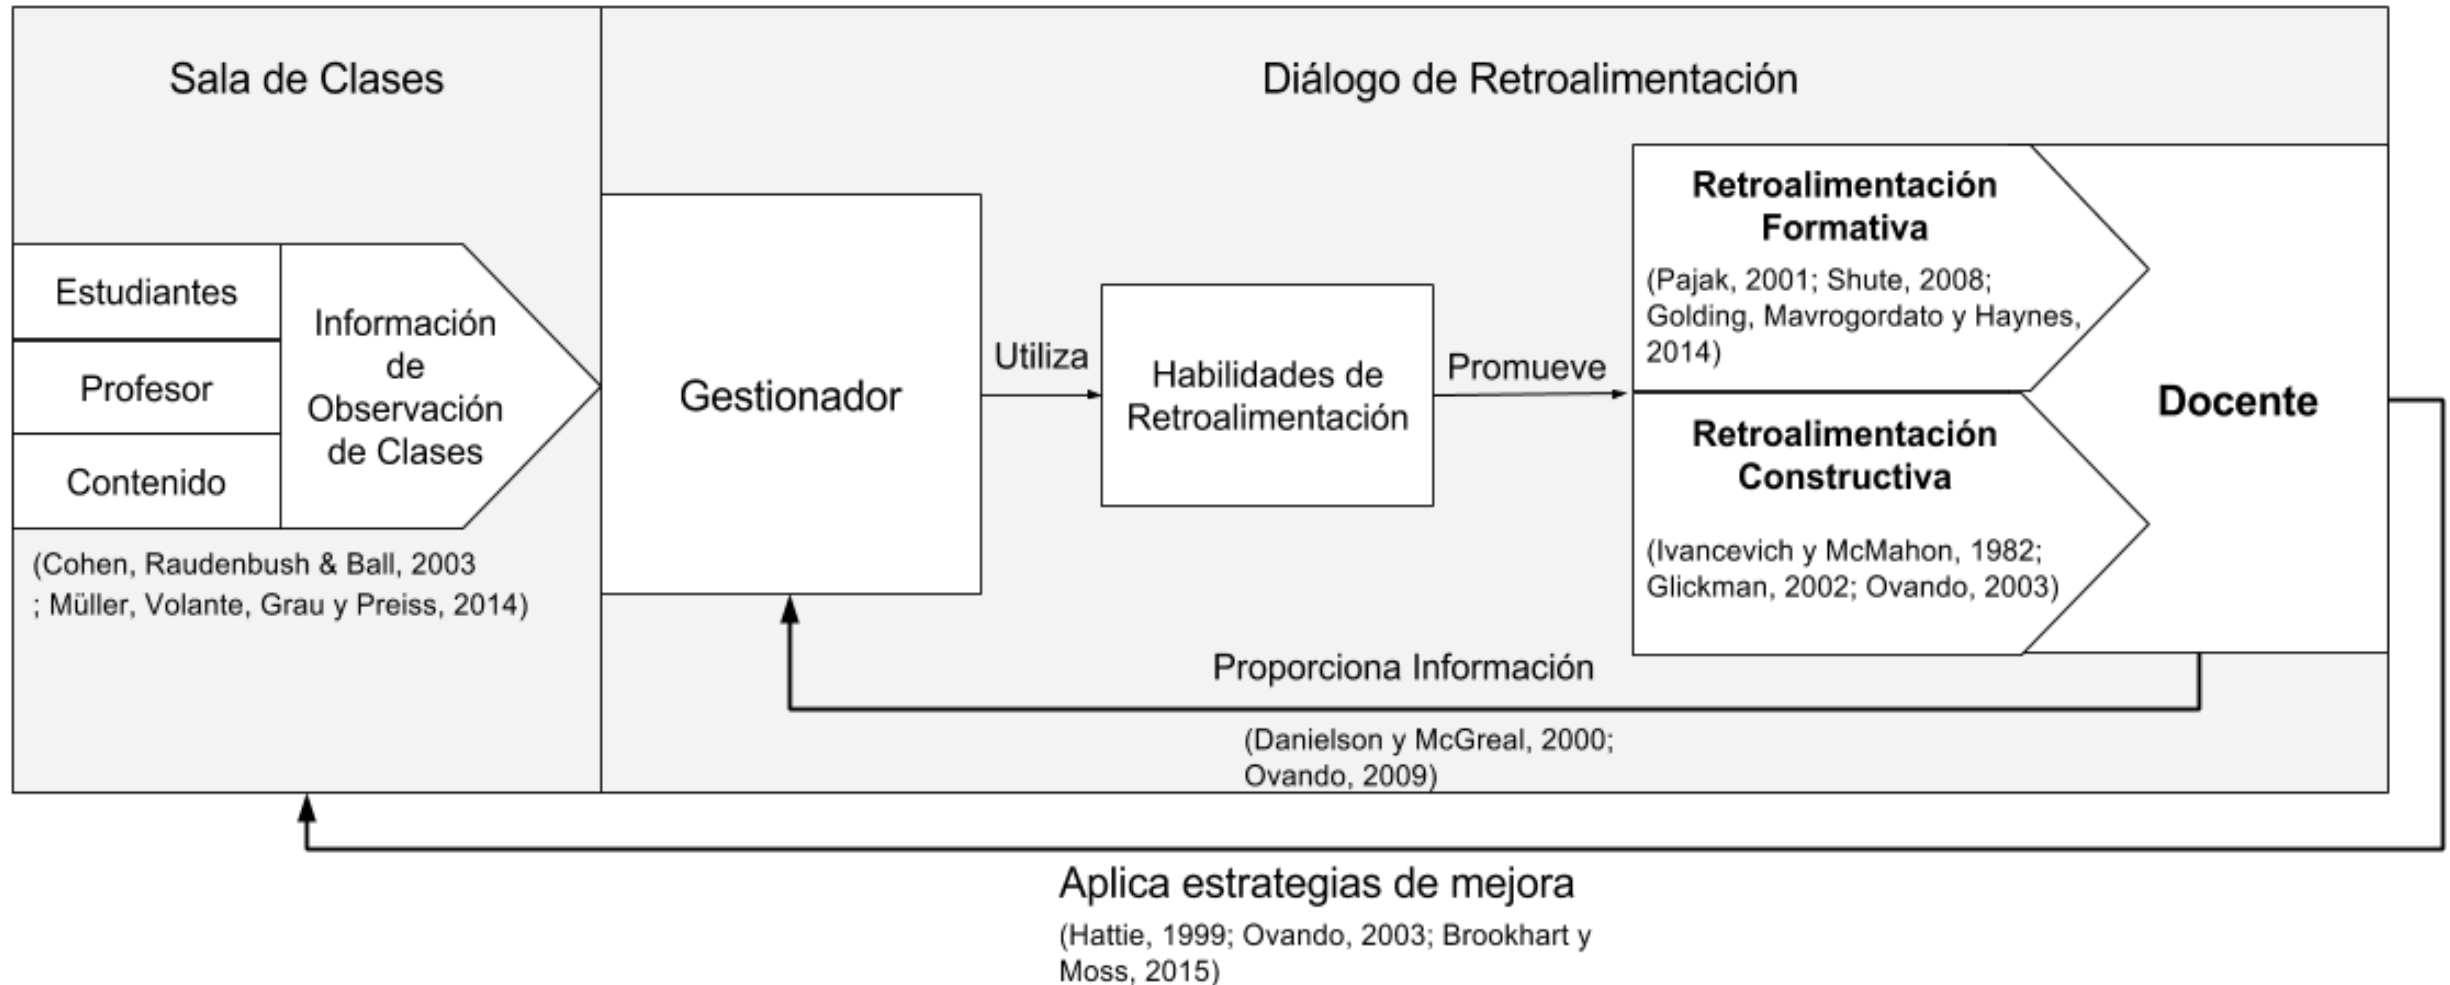 Sala de Clases
Diálogo de Retroalimentación
Estudiantes
Profesor
Contenido
Información
de
Observación
de Clases
(Cohen, Raudenbush & Ball, 2003
; Müller, Volante, Grau y Preiss, 2014)
Gestionador
Utiliza
Habilidades de
Retroalimentación
Promueve
Retroalimentación
Formativa
(Pajak, 2001; Shute, 2008;
Golding, Mavrogordato y Haynes,
2014)
Retroalimentación
Constructiva
(Ivancevich y McMahon, 1982;
Glickman, 2002; Ovando, 2003)
Docente
Proporciona Información
(Danielson y McGreal, 2000;
Ovando, 2009)
Aplica estrategias de mejora
(Hattie, 1999; Ovando, 2003; Brookhart y
Moss, 2015)